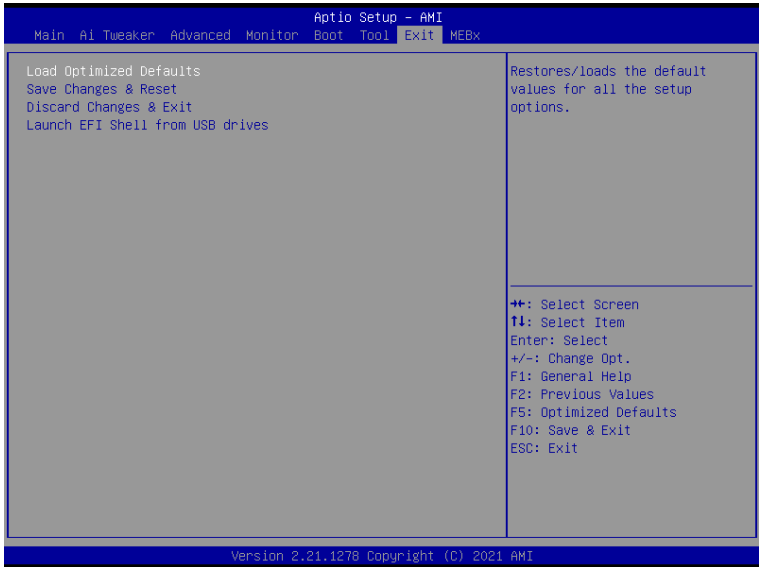 Aptio Setup - AMI
Main Ai Tweaker Advanced Monitor Boot Tool Exit MEBx
Load Optimized Defaults
Save Changes & Reset
Discard Changes & Exit
Launch EFI Shell from USB drives
Restores/loads the default
values for all the setup
options.
→←: Select Screen
↑↓: Select Item
Enter: Select
+/-: Change Opt.
F1: General Help
F2: Previous Values
F5: Optimized Defaults
F10: Save & Exit
ESC: Exit
Version 2.21.1278 Copyright (C) 2021 AMI